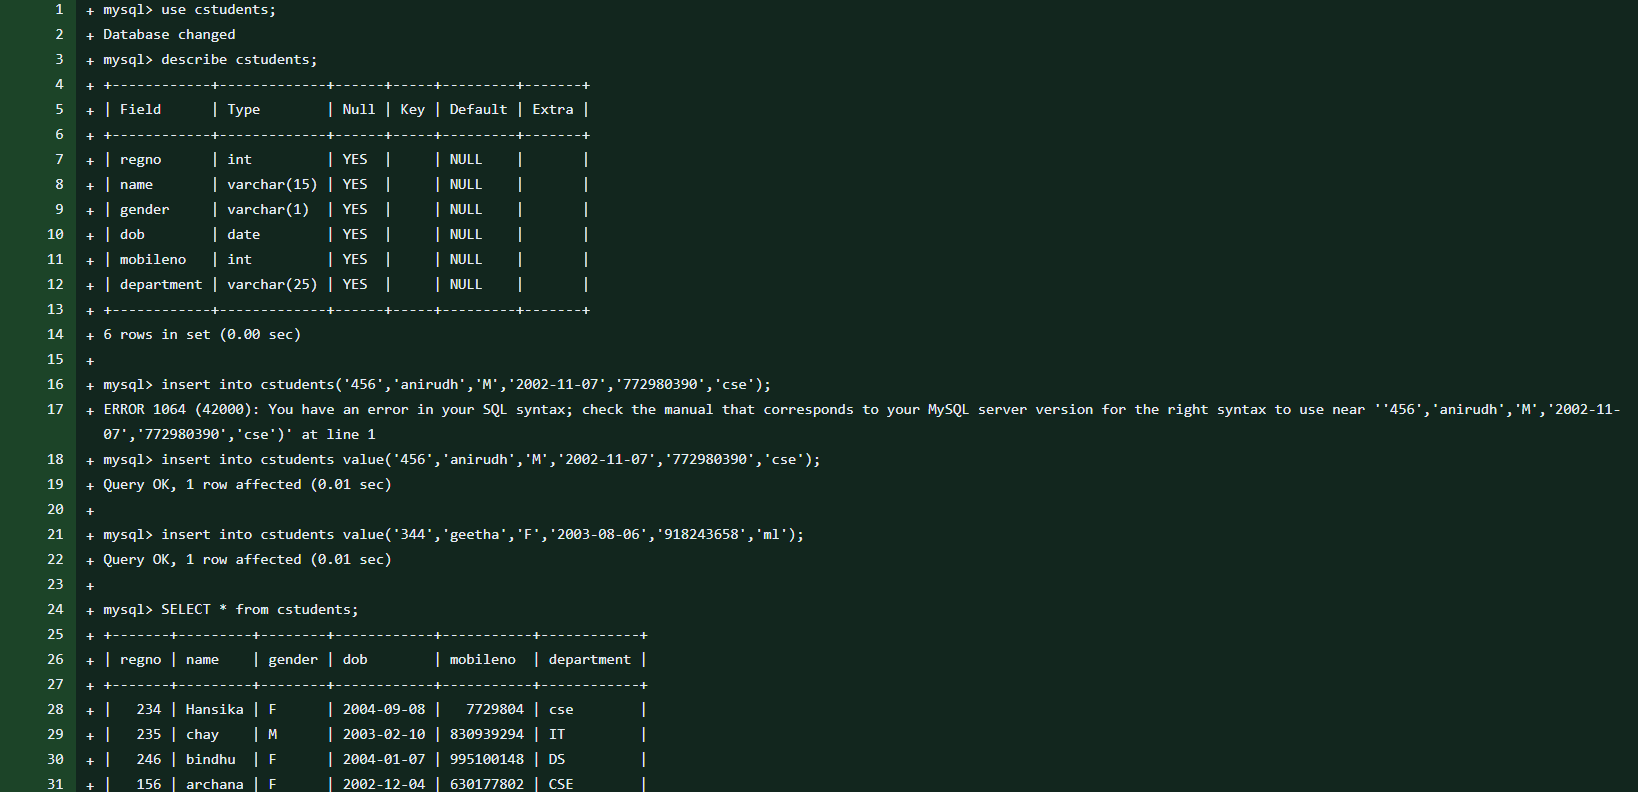 1 + mysql> use cstudents;
2 + Database changed
3 + mysql> describe cstudents;
4 + +------------+-------------+------+-----+---------+-------+
5 + | Field      | Type        | Null | Key | Default | Extra |
6 + +------------+-------------+------+-----+---------+-------+
7 + | regno      | int         | YES  |     | NULL    |       |
8 + | name       | varchar(15) | YES  |     | NULL    |       |
9 + | gender     | varchar(1)  | YES  |     | NULL    |       |
10 + | dob        | date        | YES  |     | NULL    |       |
11 + | mobileno   | int         | YES  |     | NULL    |       |
12 + | department | varchar(25) | YES  |     | NULL    |       |
13 + +------------+-------------+------+-----+---------+-------+
14 + 6 rows in set (0.00 sec)
15 +
16 + mysql> insert into cstudents('456','anirudh','M','2002-11-07','772980390','cse');
17 + ERROR 1064 (42000): You have an error in your SQL syntax; check the manual that corresponds to your MySQL server version for the right syntax to use near ''456','anirudh','M','2002-11-
07','772980390','cse')' at line 1
18 + mysql> insert into cstudents value('456','anirudh','M','2002-11-07','772980390','cse');
19 + Query OK, 1 row affected (0.01 sec)
20 +
21 + mysql> insert into cstudents value('344','geetha','F','2003-08-06','918243658','ml');
22 + Query OK, 1 row affected (0.01 sec)
23 +
24 + mysql> SELECT * from cstudents;
25 + +-------+---------+--------+------------+-----------+------------+
26 + | regno | name    | gender | dob        | mobileno  | department |
27 + +-------+---------+--------+------------+-----------+------------+
28 + |   234 | Hansika | F      | 2004-09-08 |   7729804 | cse        |
29 + |   235 | chay    | M      | 2003-02-10 | 830939294 | IT         |
30 + |   246 | bindhu  | F      | 2004-01-07 | 995100148 | DS         |
31 + |   156 | archana | F      | 2002-12-04 | 630177802 | CSE        |